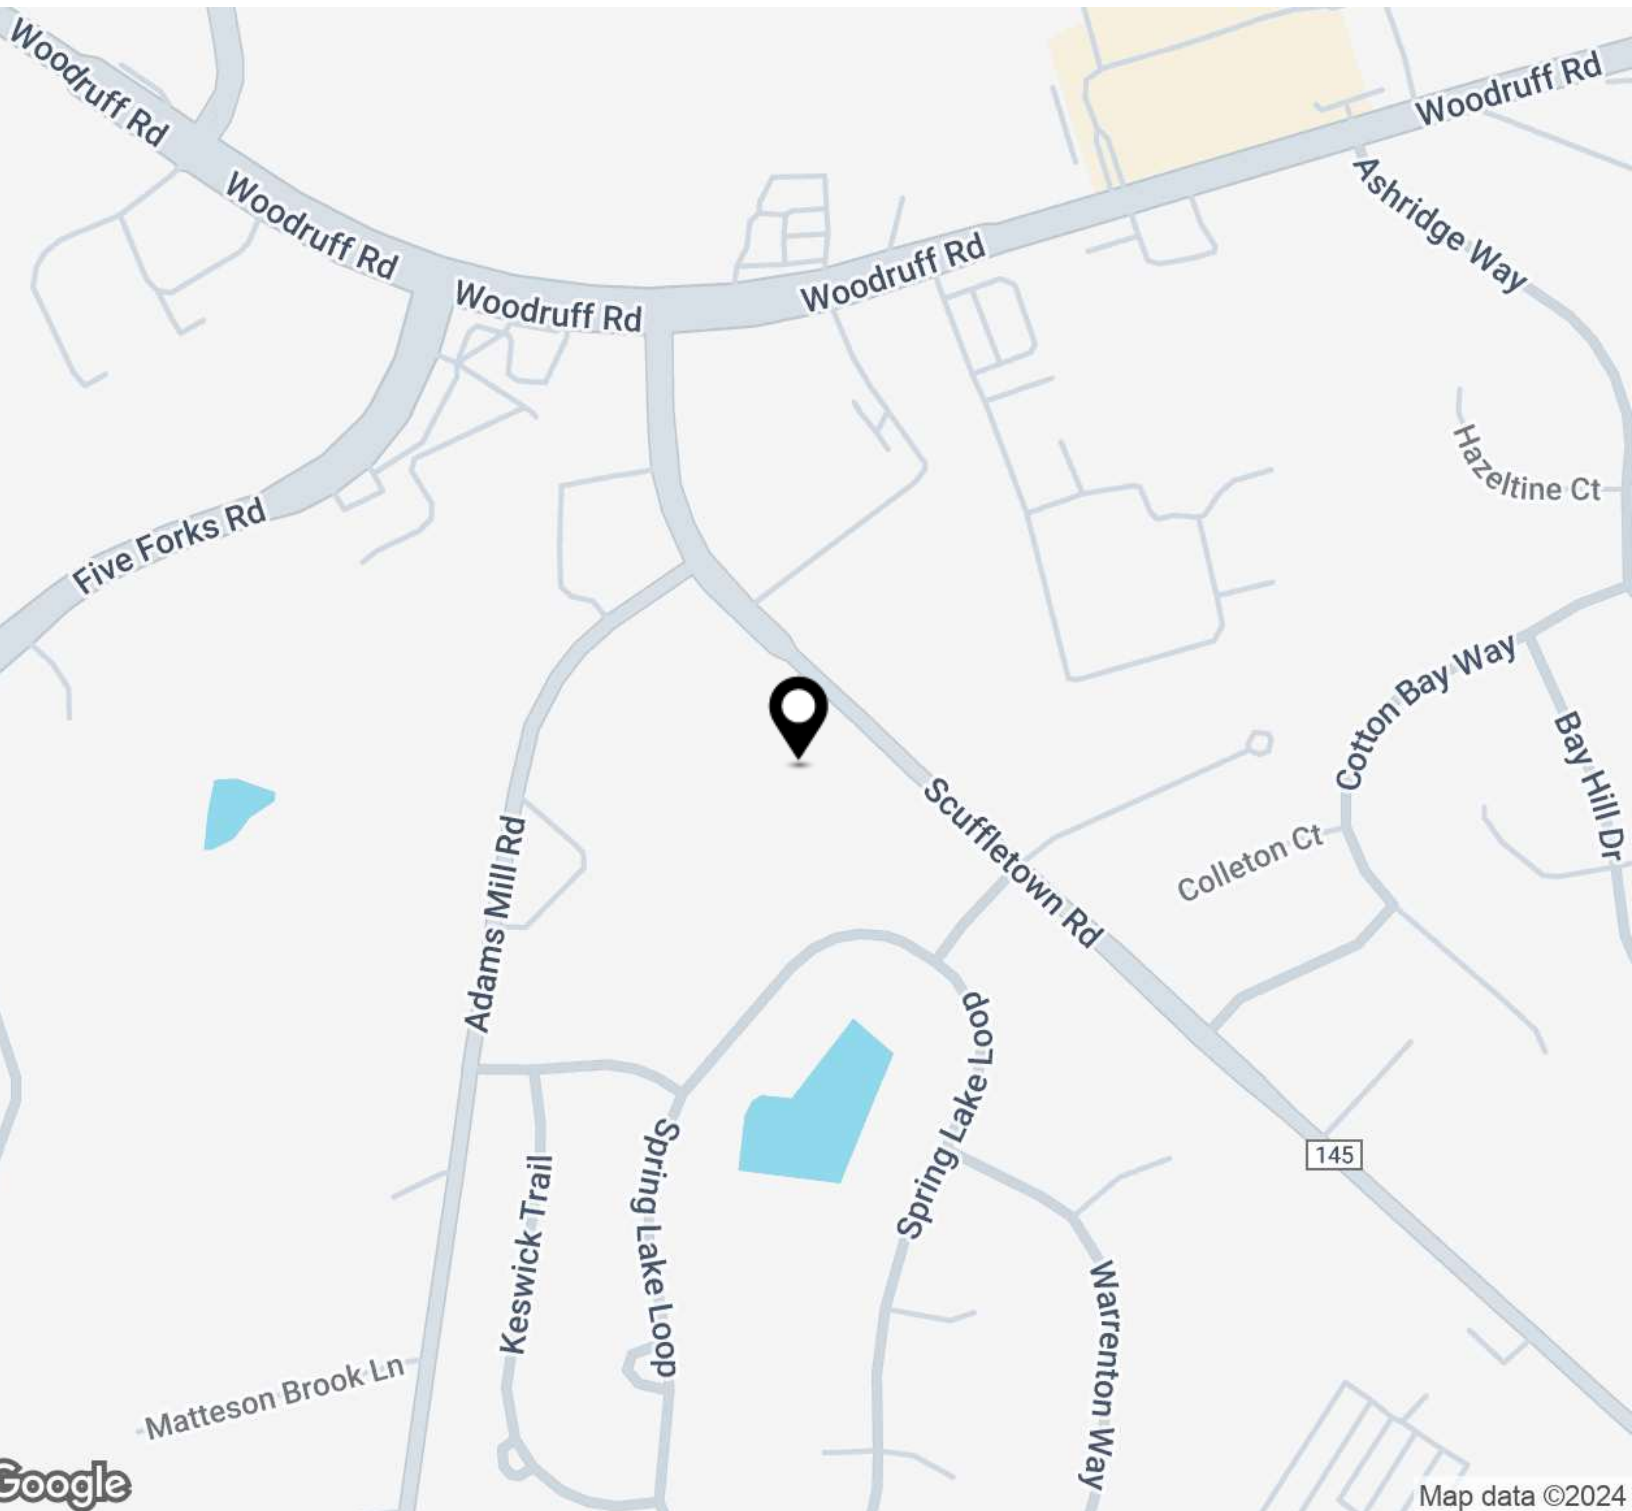 Woodruff Rd
Woodruff Rd
Woodruff Rd
Woodruff Rd
Woodruff Rd
Ashridge Way
Hazeltine Ct
Five Forks Rd
Cotton Bay Way
Bay Hill Dr
Scuffletown Rd
Colleton Ct
Adams Mill Rd
Spring Lake Loop
Spring Lake Loop
145
Keswick Trail
Warrenton Way
Matteson Brook Ln
Google
Map data ©2024